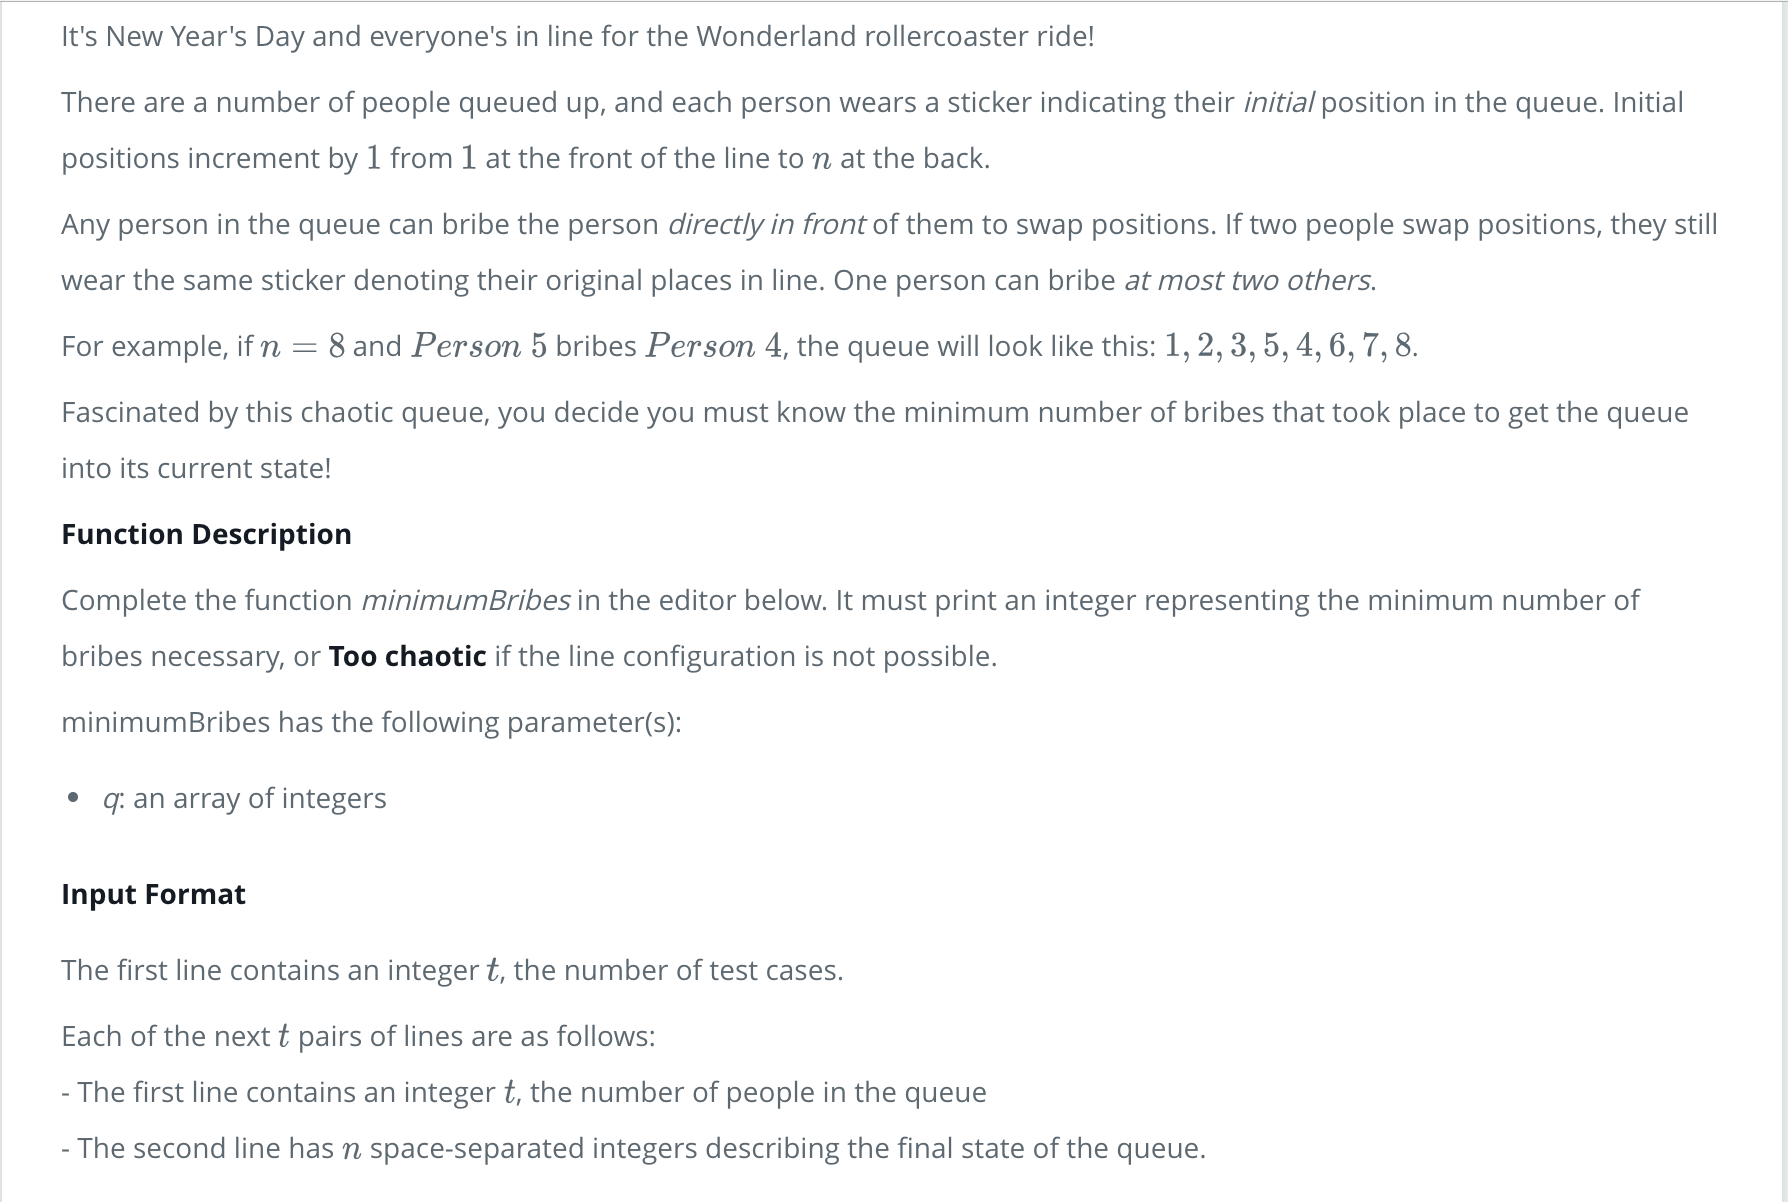 It's New Year's Day and everyone's in line for the Wonderland rollercoaster ride!
There are a number of people queued up, and each person wears a sticker indicating their initial position in the queue. Initial
positions increment by 1 from 1 at the front of the line to n at the back.
Any person in the queue can bribe the person directly in front of them to swap positions. If two people swap positions, they still
wear the same sticker denoting their original places in line. One person can bribe at most two others.
For example, if n = 8 and Person 5 bribes Person 4, the queue will look like this: 1, 2, 3, 5, 4, 6, 7, 8.
Fascinated by this chaotic queue, you decide you must know the minimum number of bribes that took place to get the queue
into its current state!
Function Description
Complete the function minimumBribes in the editor below. It must print an integer representing the minimum number of
bribes necessary, or Too chaotic if the line configuration is not possible.
minimumBribes has the following parameter(s):
• q: an array of integers
Input Format
The first line contains an integer t, the number of test cases.
Each of the next t pairs of lines are as follows:
- The first line contains an integer t, the number of people in the queue
- The second line has n space-separated integers describing the final state of the queue.